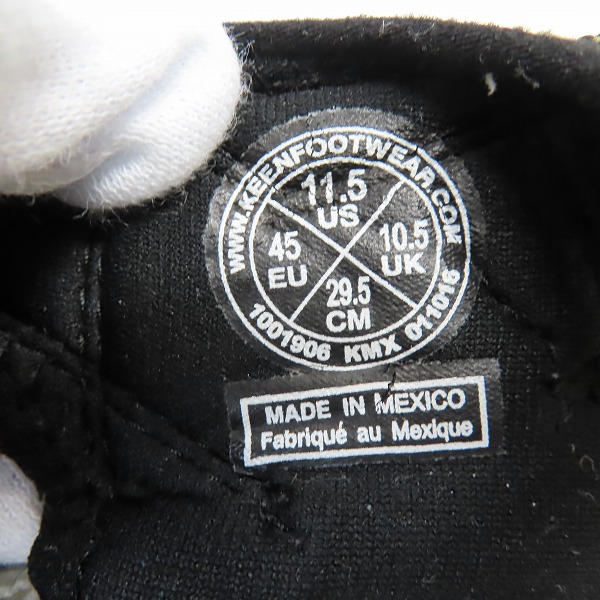 WWW.KEENFOOTWEAR.COM
11.5
US
45
EU
10.5
UK
29.5
CM
1001906 KMX 011016
MADE IN MEXICO
Fabriqué au Mexique